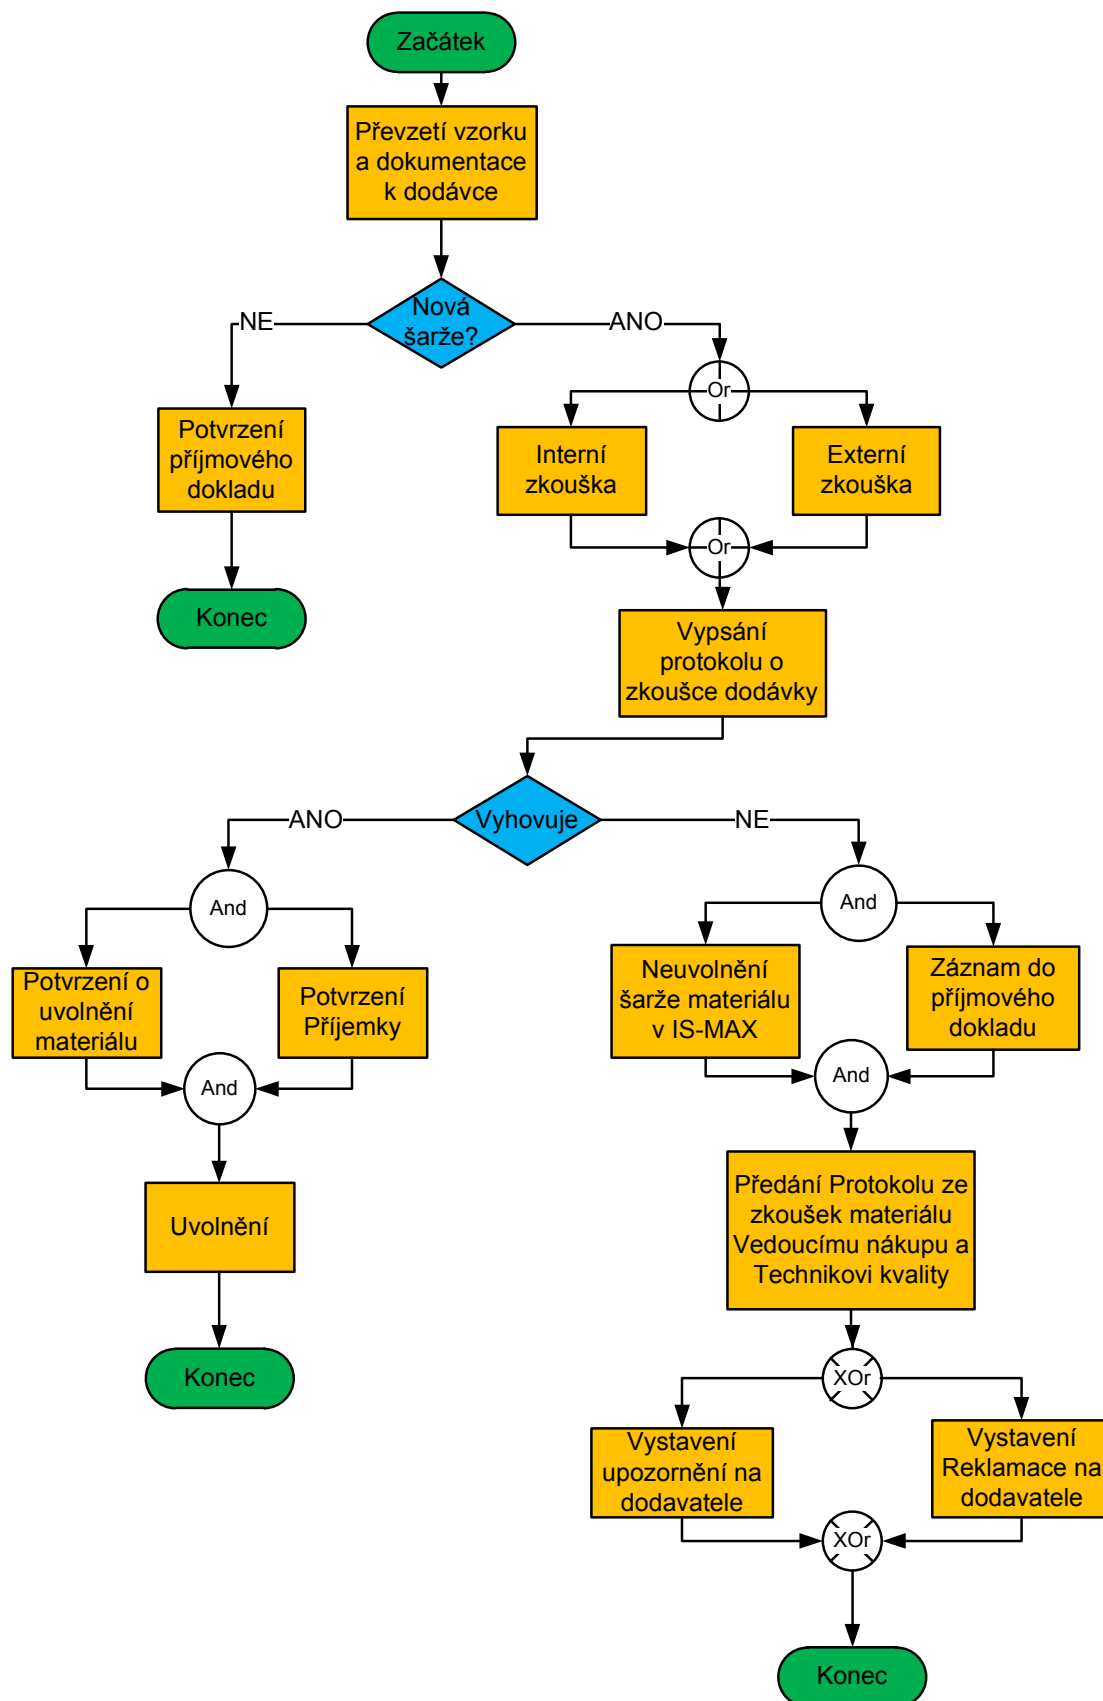 Začátek
Převzetí vzorku
a dokumentace
k dodávce
Nová
šarže?
NE
ANO
Or
Potvrzení
příjmového
dokladu
Interní
zkouška
Externí
zkouška
Or
Konec
Vypsání
protokolu o
zkoušce dodávky
Vyhovuje
ANO
NE
And
And
Potvrzení o
uvolnění
materiálu
Potvrzení
Příjemky
Neuvolnění
šarže materiálu
v IS-MAX
Záznam do
příjmového
dokladu
And
And
Uvolnění
Předání Protokolu ze
zkoušek materiálu
Vedoucímu nákupu a
Technikovi kvality
Konec
XOr
Vystavení
upozornění na
dodavatele
Vystavení
Reklamace na
dodavatele
XOr
Konec